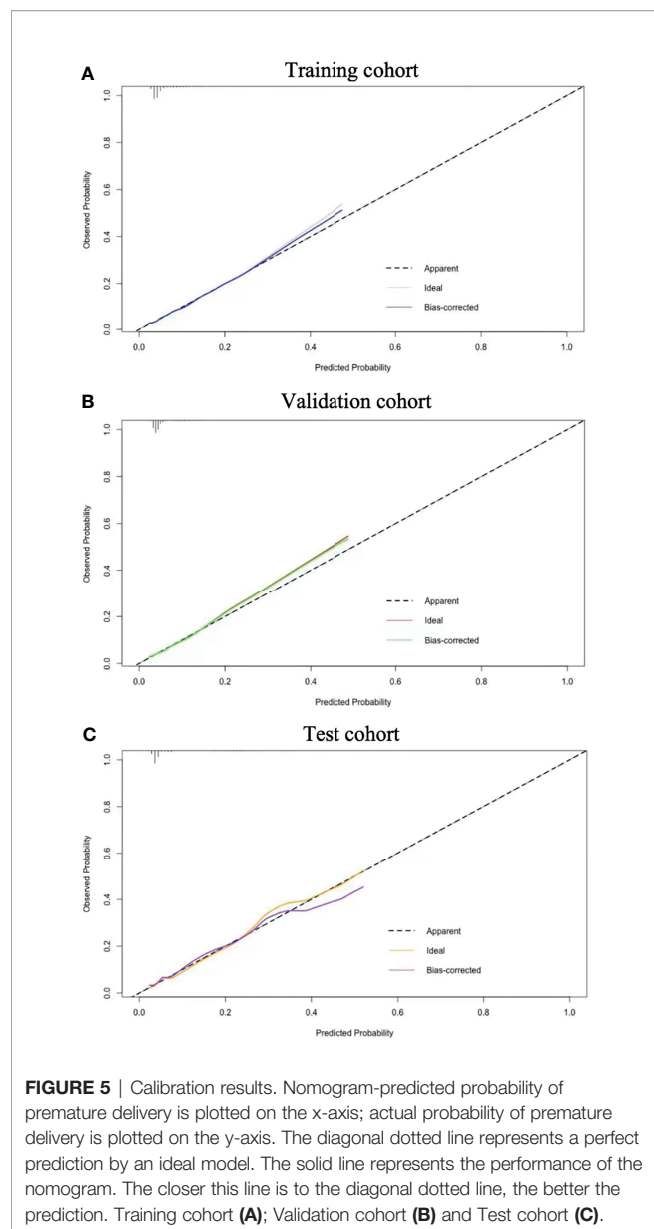 A
Training cohort
1.0
0.8
0.6
0.4
0.2
0.0
Observed Probability
Apparent
Ideal
Bias-corrected
0.0 0.2 0.4 0.6 0.8 1.0
Predicted Probability
B
Validation cohort
1.0
0.8
0.6
0.4
0.2
0.0
Observed Probability
Apparent
Ideal
Bias-corrected
0.0 0.2 0.4 0.6 0.8 1.0
Predicted Probability
C
Test cohort
1.0
0.8
0.6
0.4
0.2
0.0
Observed Probability
Apparent
Ideal
Bias-corrected
0.0 0.2 0.4 0.6 0.8 1.0
Predicted Probability
FIGURE 5 | Calibration results. Nomogram-predicted probability of
premature delivery is plotted on the x-axis; actual probability of premature
delivery is plotted on the y-axis. The diagonal dotted line represents a perfect
prediction by an ideal model. The solid line represents the performance of the
nomogram. The closer this line is to the diagonal dotted line, the better the
prediction. Training cohort (A); Validation cohort (B) and Test cohort (C).